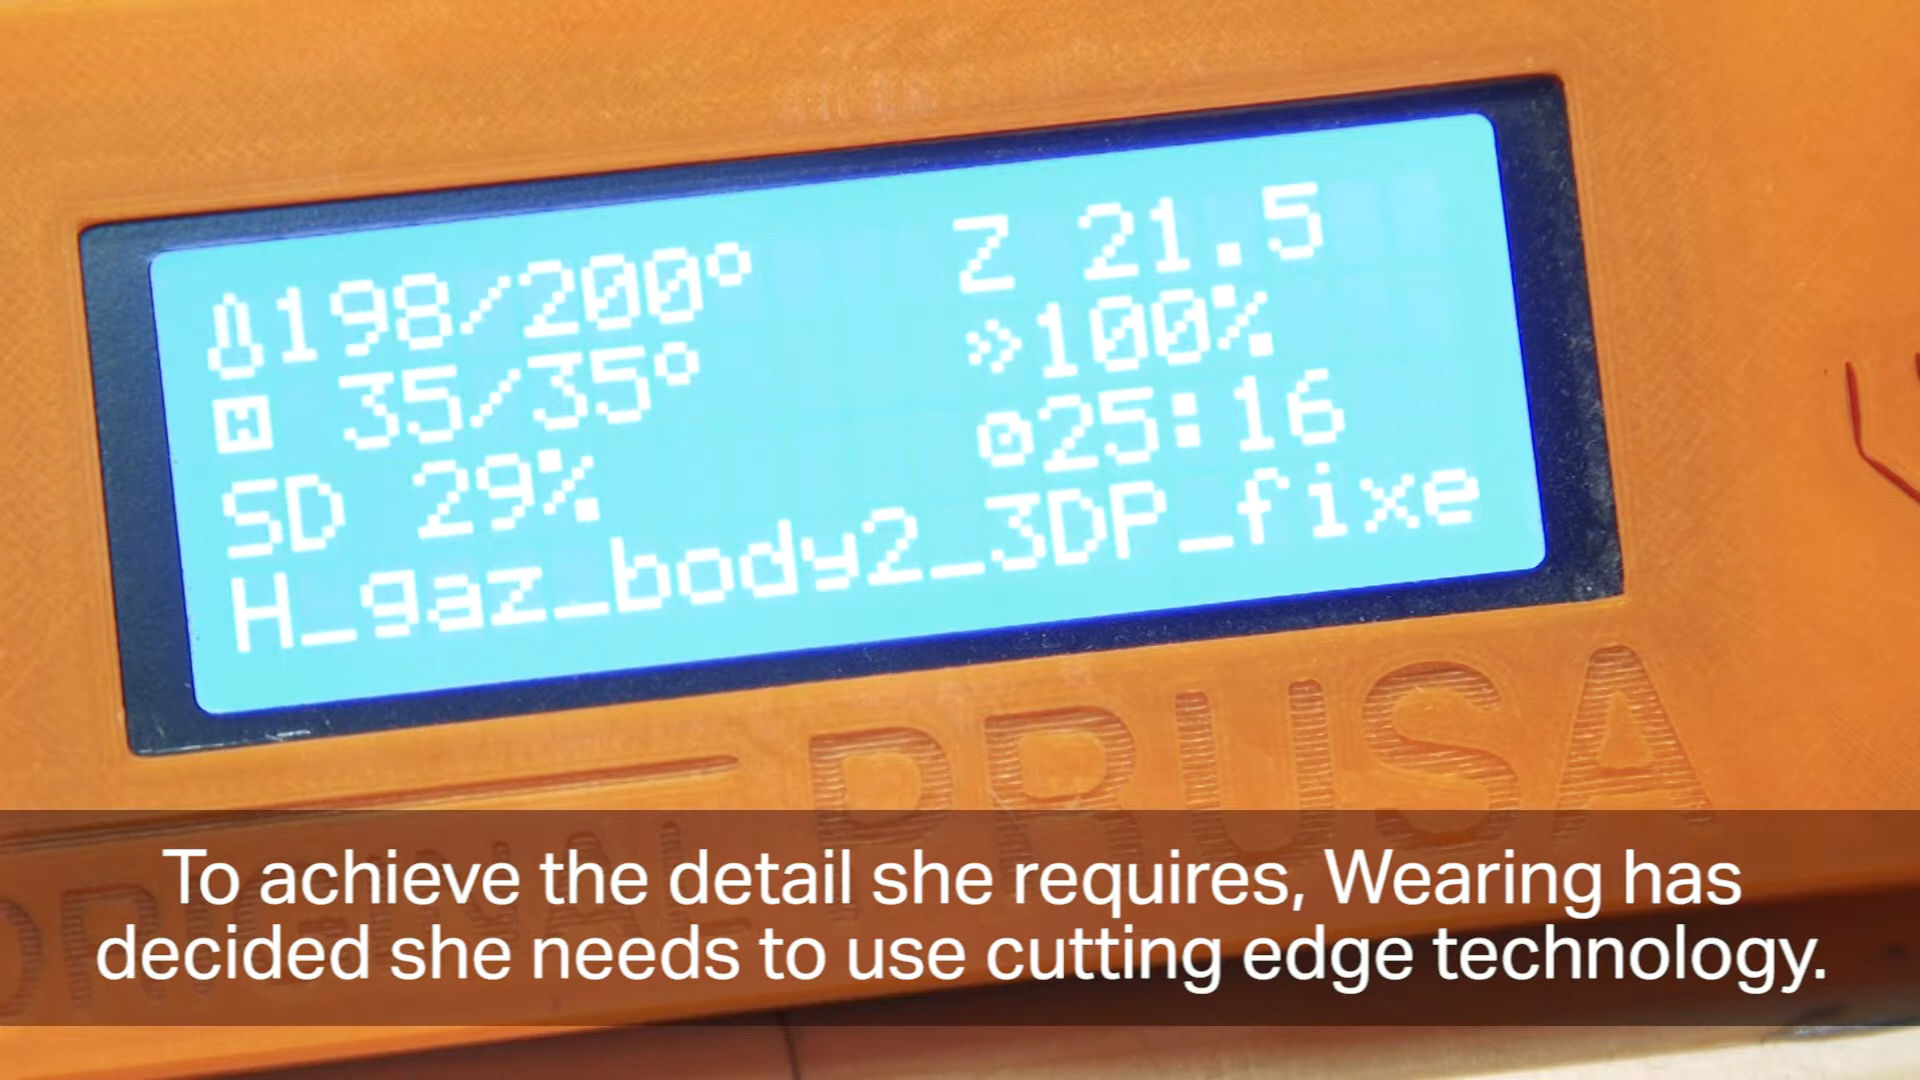 198/200° Z 21.5
35/35° 100%
SD 29% 25:16
H_gaz_body2_3DP_fixe
ORIGINAL PRUSA
To achieve the detail she requires, Wearing has
decided she needs to use cutting edge technology.